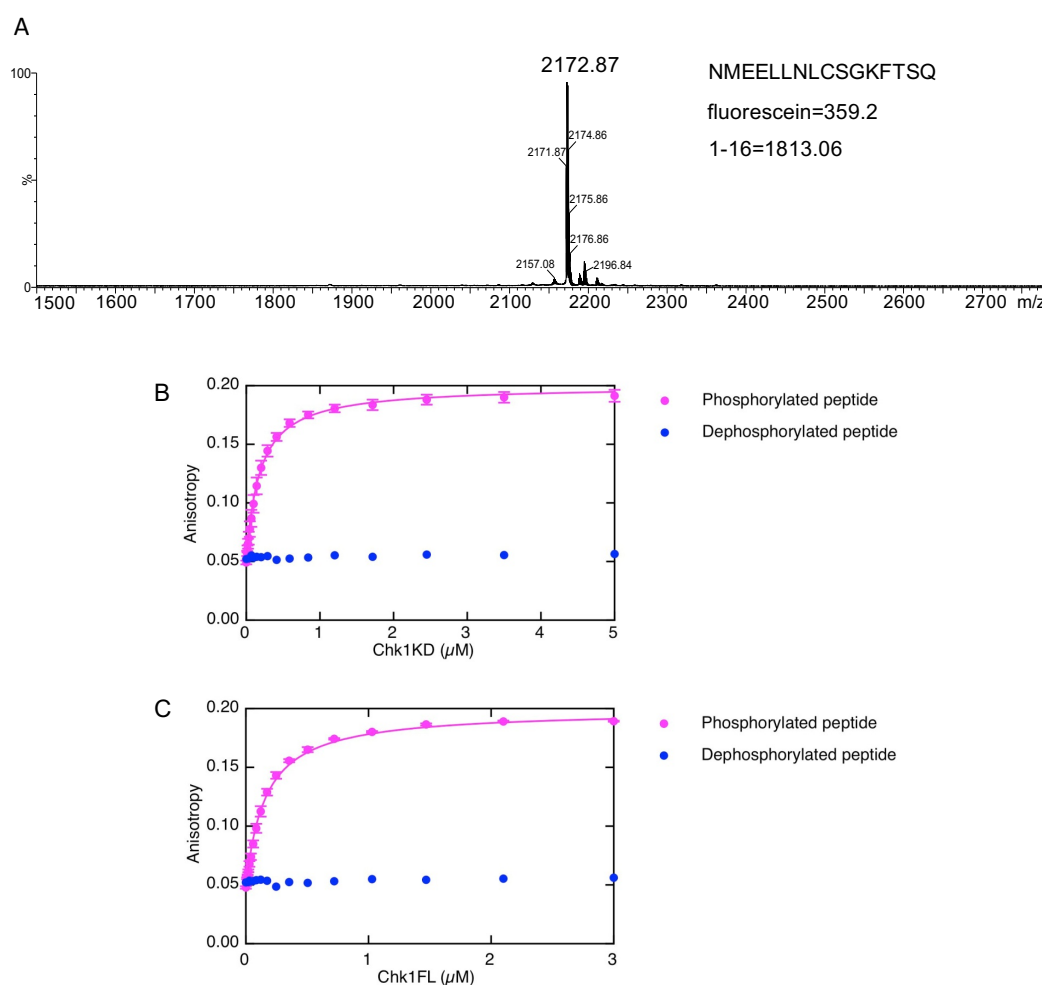 A
2172.87
NMEELLNLCSGKFTSQ
fluorescein=359.2
1-16=1813.06
100
%
0
2174.86
2171.87
2175.86
2176.86
2157.08
2196.84
1500 1600 1700 1800 1900 2000 2100 2200 2300 2400 2500 2600 2700 m/z
B
0.20
0.15
0.10
0.05
0.00
Anisotropy
0 1 2 3 4 5
Chk1KD (µM)
Phosphorylated peptide
Dephosphorylated peptide
C
0.20
0.15
0.10
0.05
0.00
Anisotropy
0 1 2 3
Chk1FL (µM)
Phosphorylated peptide
Dephosphorylated peptide